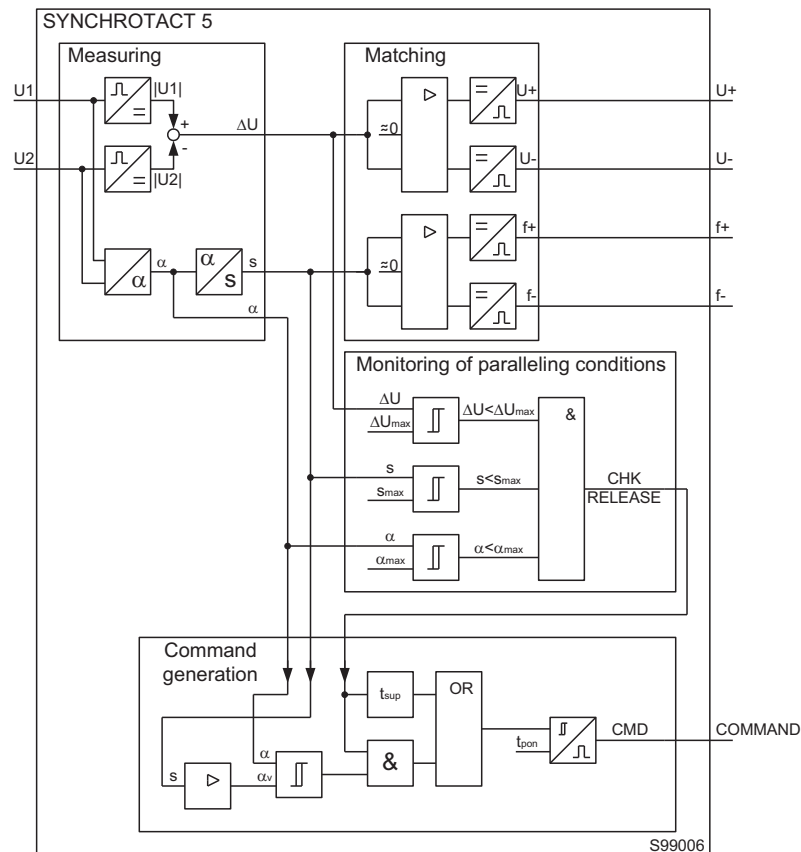 SYNCHROTACT 5
Measuring
Matching
U1
|U1|
U+
U+
+
ΔU
≈0
-
U2
|U2|
U-
U-
f+
f+
α
α
α
s
s
≈0
α
f-
f-
Monitoring of paralleling conditions
ΔU
ΔU<ΔUmax
&
ΔUmax
s
s<smax
CHK
smax
RELEASE
α
α<αmax
αmax
Command
generation
tsup
OR
CMD
COMMAND
tpon
α
&
s
αv
S99006